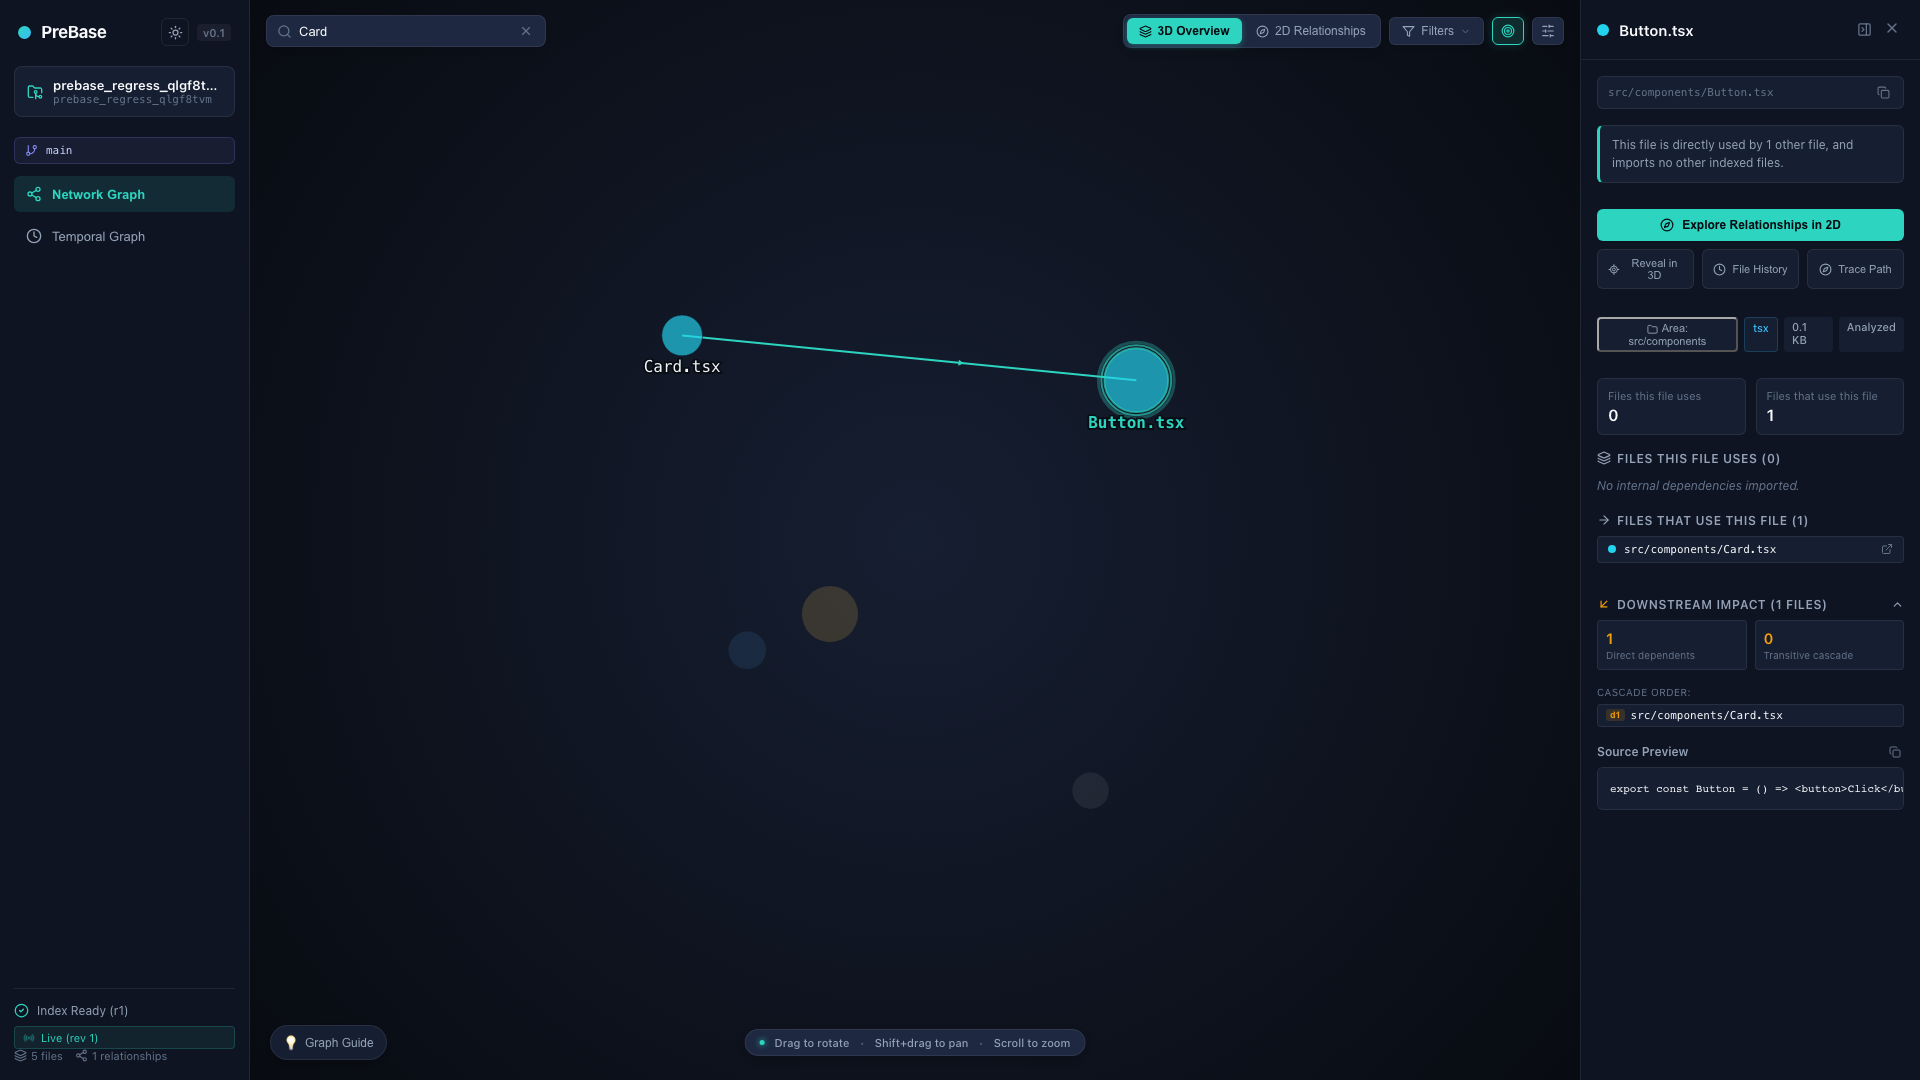 PreBase
v0.1
prebase_regress_qlgf8t...
prebase_regress_qlgf8tvm
main
Network Graph
Temporal Graph
Index Ready (r1)
Live (rev 1)
5 files
1 relationships
Card
3D Overview
2D Relationships
Filters
Card.tsx
Button.tsx
Graph Guide
Drag to rotate · Shift+drag to pan · Scroll to zoom
Button.tsx
src/components/Button.tsx
This file is directly used by 1 other file, and
imports no other indexed files.
Explore Relationships in 2D
Reveal in
3D
File History
Trace Path
Area:
src/components
tsx
0.1
KB
Analyzed
Files this file uses
0
Files that use this file
1
FILES THIS FILE USES (0)
No internal dependencies imported.
FILES THAT USE THIS FILE (1)
src/components/Card.tsx
DOWNSTREAM IMPACT (1 FILES)
1
Direct dependents
0
Transitive cascade
CASCADE ORDER:
d1 src/components/Card.tsx
Source Preview
export const Button = () => <button>Click</bu